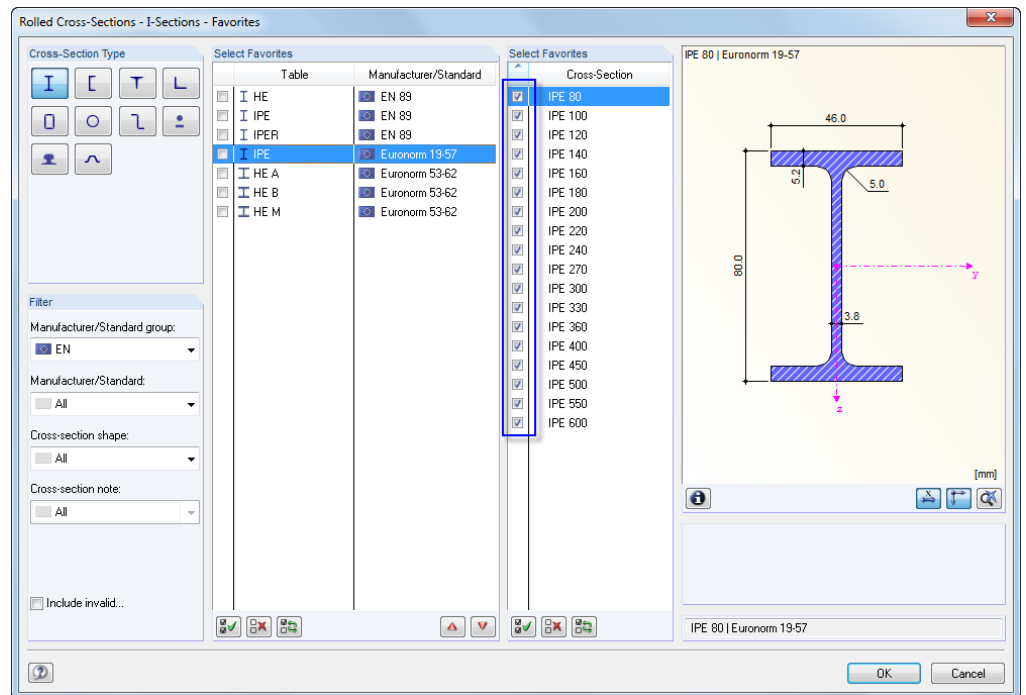 Rolled Cross-Sections - I-Sections - Favorites
Cross-Section Type
Filter
Manufacturer/Standard group:
EN
Manufacturer/Standard:
All
Cross-section shape:
All
Cross-section note:
All
Include invalid...
Select Favorites
Table Manufacturer/Standard
HE EN 89
IPE EN 89
IPER EN 89
IPE Euronorm 19-57
HE A Euronorm 53-62
HE B Euronorm 53-62
HE M Euronorm 53-62
Select Favorites
Cross-Section
IPE 80
IPE 100
IPE 120
IPE 140
IPE 160
IPE 180
IPE 200
IPE 220
IPE 240
IPE 270
IPE 300
IPE 330
IPE 360
IPE 400
IPE 450
IPE 500
IPE 550
IPE 600
IPE 80 | Euronorm 19-57
46.0
5.2
5.0
80.0
y
3.8
z
[mm]
IPE 80 | Euronorm 19-57
OK Cancel